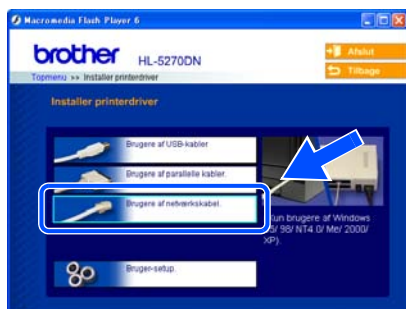 Macromedia Flash Player 6
brother HL-5270DN
Afslut
Topmenu >> Installer printerdriver
Tilbage
Installer printerdriver
Brugere af USB-kabler
Brugere af parallelle kabler.
Brugere af netværkskabel.
Kun brugere af Windows
95/ 98/ NT4.0/ Me/ 2000/
XP).
Bruger-setup.